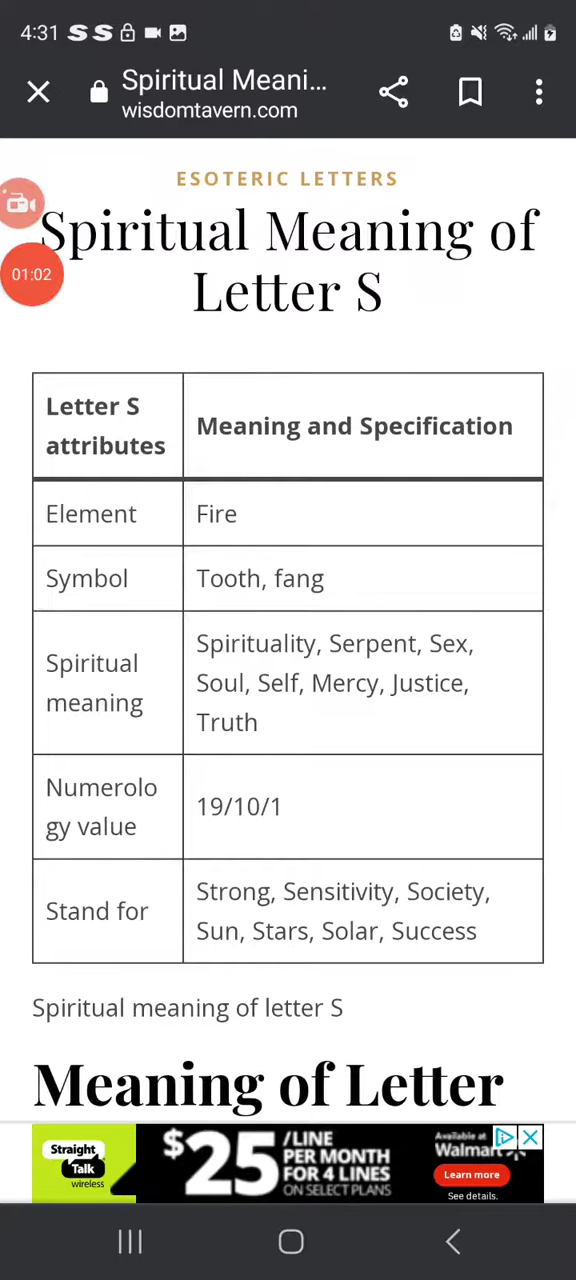 4:31 S S
Spiritual Meani...
wisdomtavern.com
ESOTERIC LETTERS
Spiritual Meaning of
Letter S
01:02
Letter S
attributes
Meaning and Specification
Element
Fire
Symbol
Tooth, fang
Spiritual
meaning
Spirituality, Serpent, Sex,
Soul, Self, Mercy, Justice,
Truth
Numerolo
gy value
19/10/1
Stand for
Strong, Sensitivity, Society,
Sun, Stars, Solar, Success
Spiritual meaning of letter S
Meaning of Letter
Straight
Talk
wireless
$25 /LINE
PER MONTH
FOR 4 LINES
ON SELECT PLANS
Available at
Walmart
Learn more
See details.